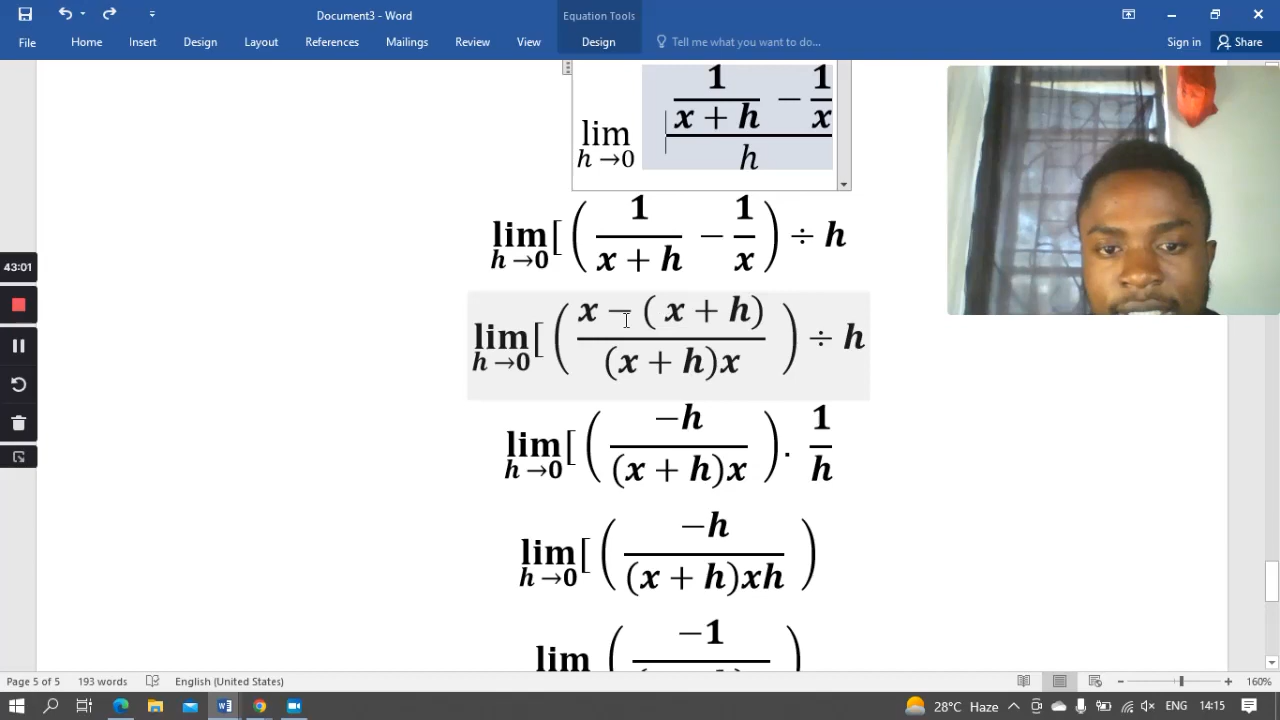 Document3 - Word
Equation Tools
File Home Insert Design Layout References Mailings Review View Design Tell me what you want to do... Sign in Share
lim h →0 (1/(x + h) − 1/x)/h
lim h →0 [ ( 1/(x + h) − 1/x ) ÷ h
43:01
lim h →0 [ ( (x − ( x + h))/((x + h)x) ) ÷ h
lim h →0 [ ( −h/((x + h)x) ) . 1/h
lim h →0 [ ( −h/((x + h)xh) )
lim ( −1
Page 5 of 5 193 words English (United States) 160%
28°C Haze ENG 14:15